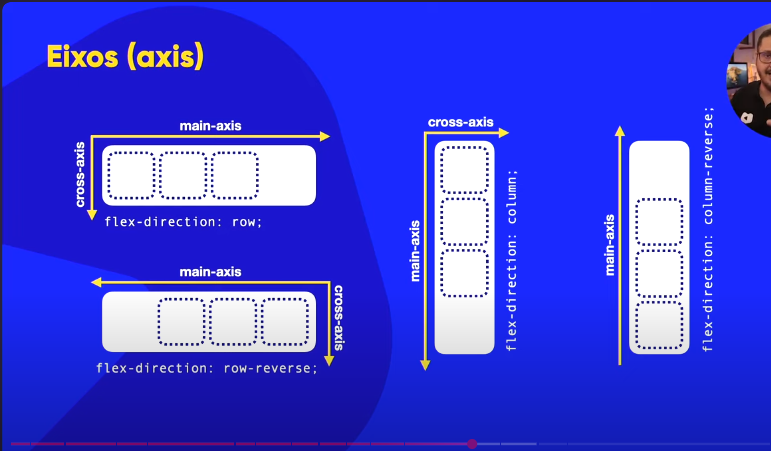 Eixos (axis)
main-axis
cross-axis
flex-direction: row;
main-axis
cross-axis
flex-direction: row-reverse;
cross-axis
main-axis
flex-direction: column;
main-axis
flex-direction: column-reverse;